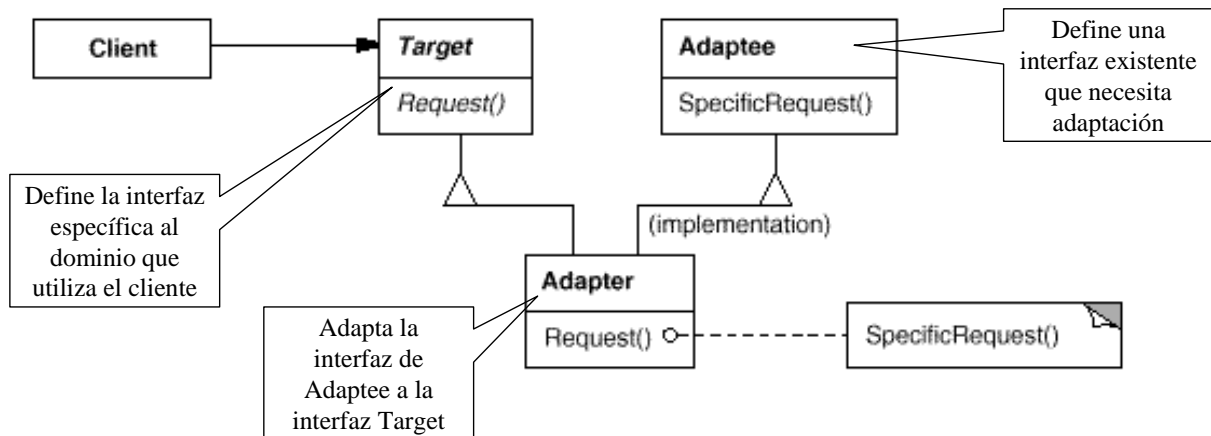 Client
Target
Request()
Adaptee
SpecificRequest()
Define una
interfaz existente
que necesita
adaptación
Define la interfaz
específica al
dominio que
utiliza el cliente
(implementation)
Adapter
Request()
SpecificRequest()
Adapta la
interfaz de
Adaptee a la
interfaz Target